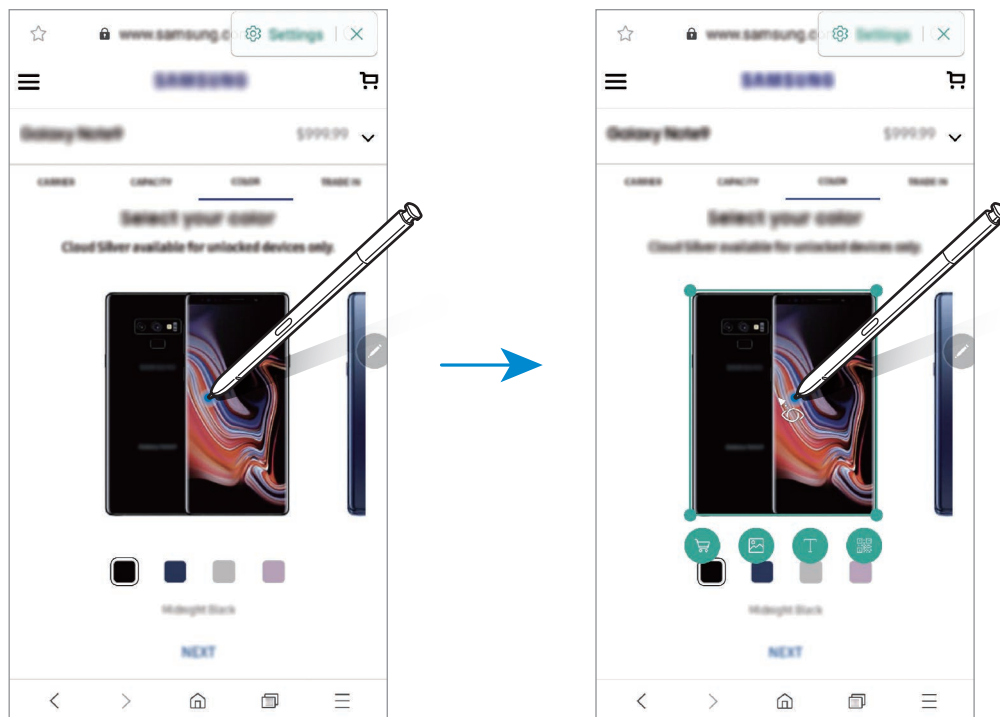 www.samsung.c Settings
SAMSUNG
Galaxy Note9 $999.99
CARRIER CAPACITY COLOR TRADE IN
Select your color
Cloud Silver available for unlocked devices only.
Midnight Black
NEXT
www.samsung.c Settings
SAMSUNG
Galaxy Note9 $999.99
CARRIER CAPACITY COLOR TRADE IN
Select your color
Cloud Silver available for unlocked devices only.
T
Midnight Black
NEXT